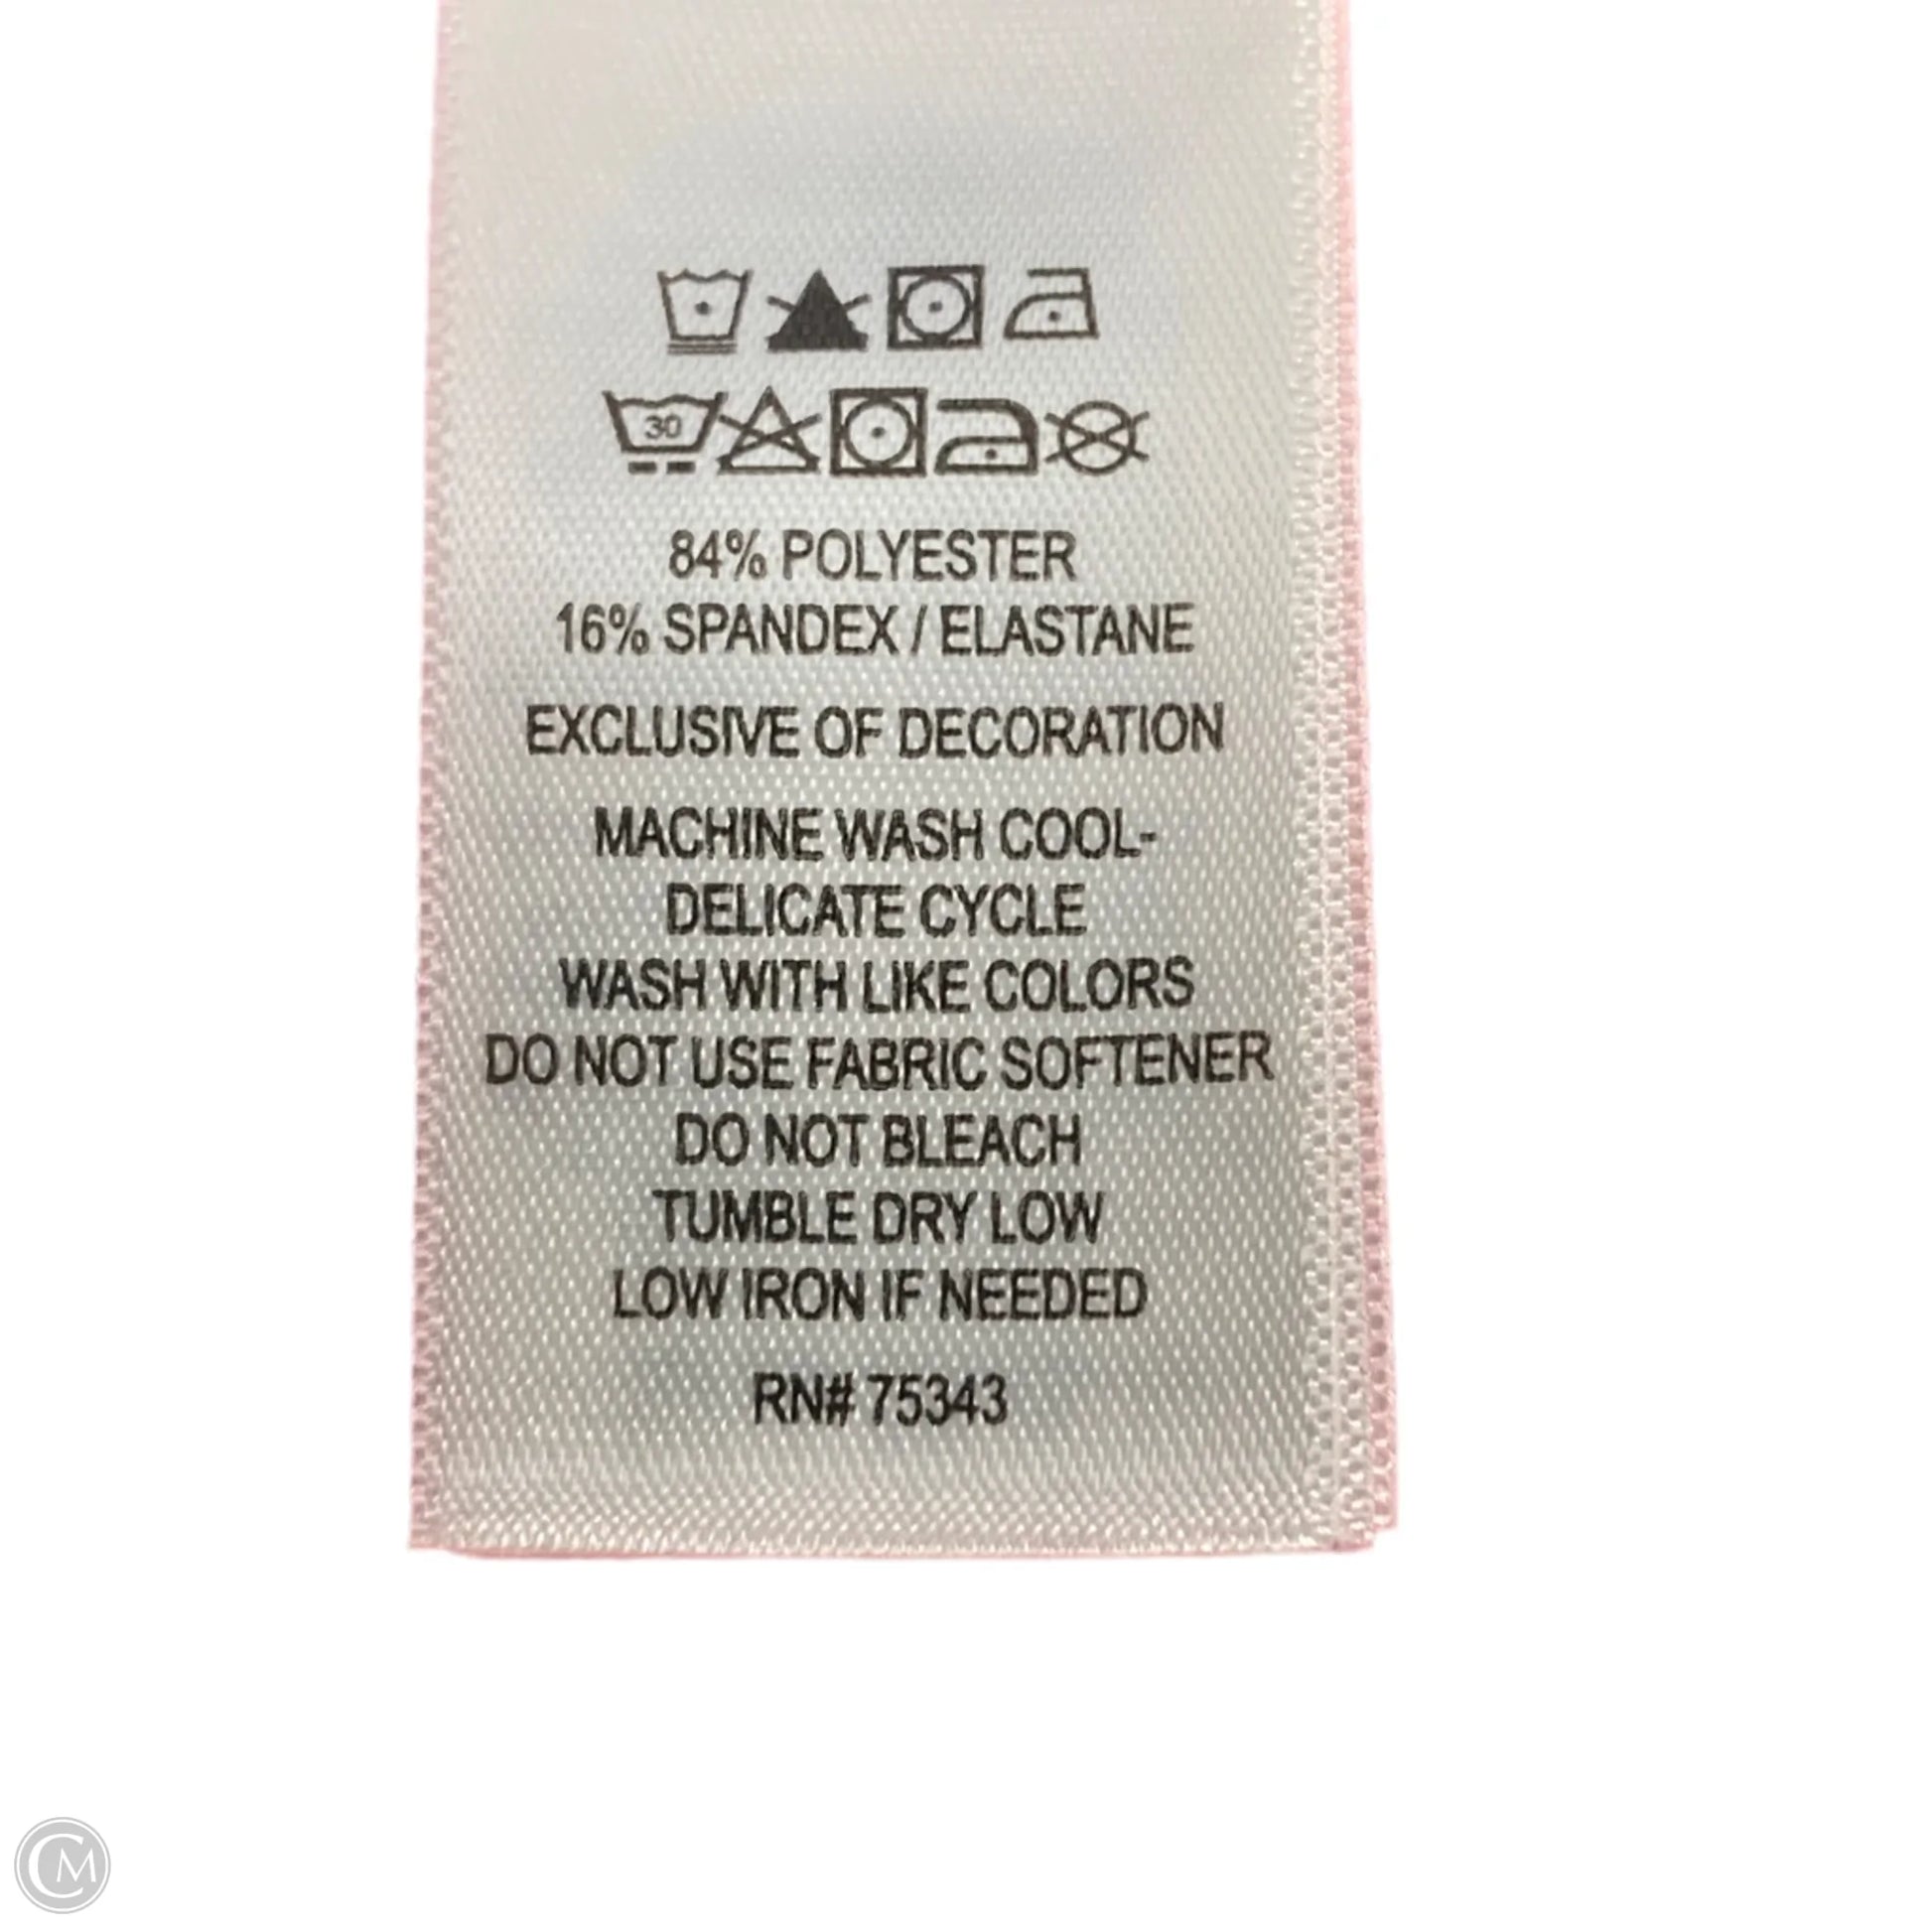 30
84% POLYESTER
16% SPANDEX / ELASTANE
EXCLUSIVE OF DECORATION
MACHINE WASH COOL-
DELICATE CYCLE
WASH WITH LIKE COLORS
DO NOT USE FABRIC SOFTENER
DO NOT BLEACH
TUMBLE DRY LOW
LOW IRON IF NEEDED
RN# 75343
CM